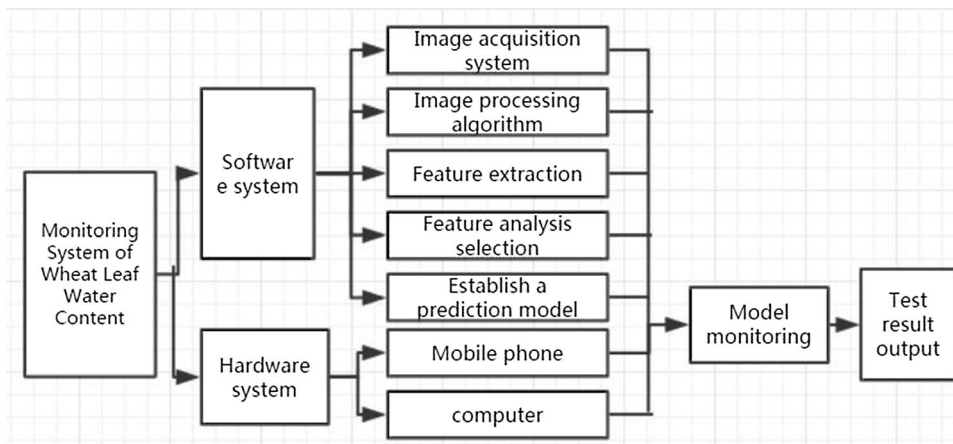 Monitoring
System of
Wheat Leaf
Water
Content
Softwar
e system
Hardware
system
Image acquisition
system
Image processing
algorithm
Feature extraction
Feature analysis
selection
Establish a
prediction model
Mobile phone
computer
Model
monitoring
Test
result
output